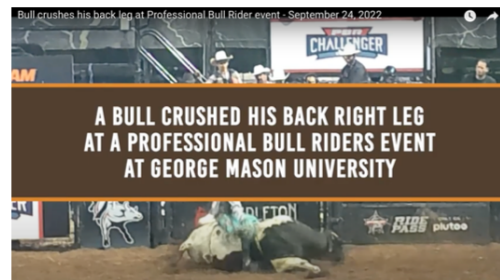 Bull crushes his back leg at Professional Bull Rider event - September 24, 2022
PBR
CHALLENGER
A BULL CRUSHED HIS BACK RIGHT LEG
AT A PROFESSIONAL BULL RIDERS EVENT
AT GEORGE MASON UNIVERSITY
RIDE
PASS
pluto